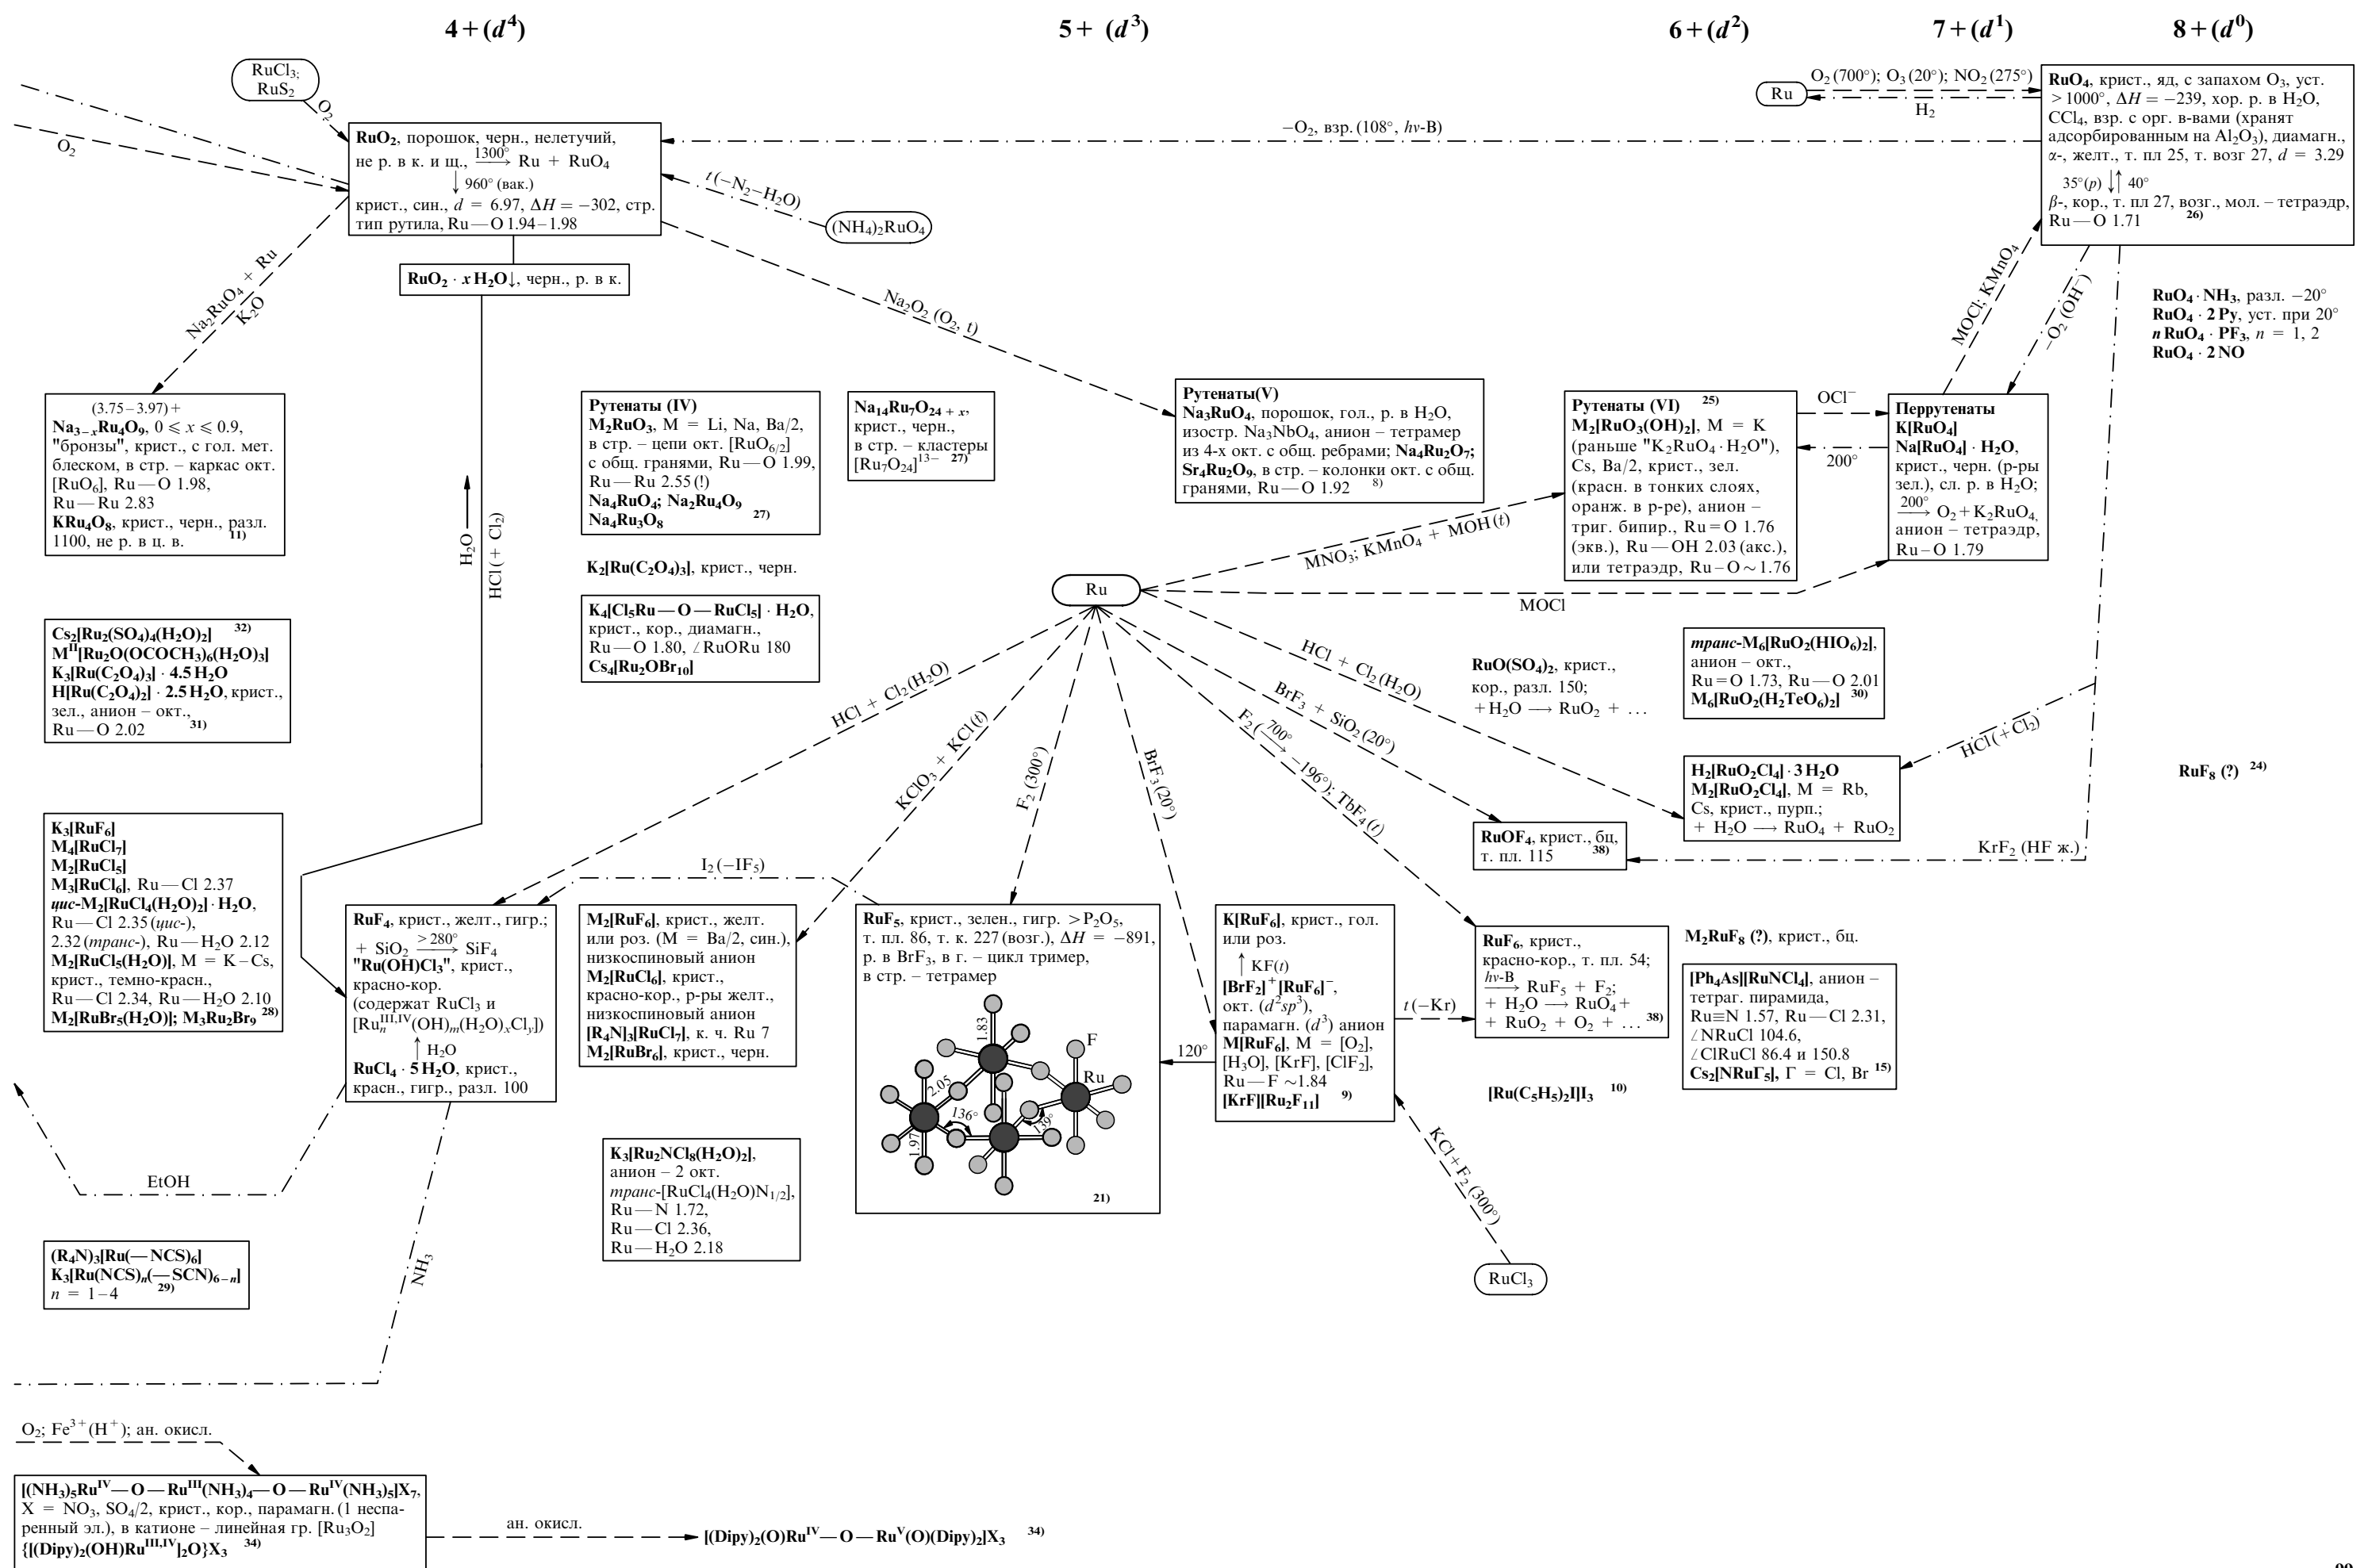 4+(d⁴) 5+ (d³) 6+(d²) 7+(d¹) 8+(d⁰)
RuCl₃;
RuS₂
O₂
O₂
RuO₂, порошок, черн., нелетучий,
не р. в к. и щ., 1300° → Ru + RuO₄
↓ 960° (вак.)
крист., син., d = 6.97, ΔH = −302, стр.
тип рутила, Ru—O 1.94–1.98
RuO₂ · x H₂O↓, черн., р. в к.
t (−N₂−H₂O)
(NH₄)₂RuO₄
−O₂, взр. (108°, hν-В)
Ru
O₂ (700°); O₃ (20°); NO₂ (275°)
H₂
RuO₄, крист., яд, с запахом O₃, уст.
>1000°, ΔH = −239, хор. р. в H₂O,
CCl₄, взр. с орг. в-вами (хранят
адсорбированным на Al₂O₃), диамагн.,
α-, желт., т. пл 25, т. возг 27, d = 3.29
35° (p) ↓↑ 40°
β-, кор., т. пл 27, возг., мол. – тетраэдр,
Ru—O 1.71 26)
Na₂RuO₄ + Ru
K₂O
Na₂O₂ (O₂, t)
MOCl; KMnO₄
−O₂ (OH⁻)
RuO₄ · NH₃, разл. −20°
RuO₄ · 2 Py, уст. при 20°
n RuO₄ · PF₃, n = 1, 2
RuO₄ · 2 NO
(3.75–3.97)+
Na₃₋ₓRu₄O₉, 0 ⩽ x ⩽ 0.9,
"бронзы", крист., с гол. мет.
блеском, в стр. – каркас окт.
[RuO₆], Ru—O 1.98,
Ru—Ru 2.83
KRu₄O₈, крист., черн., разл.
1100, не р. в ц. в. 11)
H₂O
HCl (+ Cl₂)
Рутенаты (IV)
M₂RuO₃, M = Li, Na, Ba/2,
в стр. – цепи окт. [RuO₆/₂]
с общ. гранями, Ru—O 1.99,
Ru—Ru 2.55 (!)
Na₄RuO₄; Na₂Ru₄O₉
Na₄Ru₃O₈ 27)
Na₁₄Ru₇O₂₄ ₊ ₓ,
крист., черн.,
в стр. – кластеры
[Ru₇O₂₄]¹³⁻ 27)
Рутенаты(V)
Na₃RuO₄, порошок, гол., р. в H₂O,
изостр. Na₃NbO₄, анион – тетрамер
из 4-х окт. с общ. ребрами; Na₄Ru₂O₇;
Sr₄Ru₂O₉, в стр. – колонки окт. с общ.
гранями, Ru—O 1.92 8)
Рутенаты (VI) 25)
M₂[RuO₃(OH)₂], M = K
(раньше "K₂RuO₄ · H₂O"),
Cs, Ba/2, крист., зел.
(красн. в тонких слоях,
оранж. в р-ре), анион –
триг. бипир., Ru=O 1.76
(экв.), Ru—OH 2.03 (акс.),
или тетраэдр, Ru–O ~ 1.76
OCl⁻
200°
Перрутенаты
K[RuO₄]
Na[RuO₄] · H₂O,
крист., черн. (р-ры
зел.), сл. р. в H₂O;
200° → O₂ + K₂RuO₄,
анион – тетраэдр,
Ru–O 1.79
K₂[Ru(C₂O₄)₃], крист., черн.
K₄[Cl₅Ru—O—RuCl₅] · H₂O,
крист., кор., диамагн.,
Ru—O 1.80, ∠RuORu 180
Cs₄[Ru₂OBr₁₀]
Ru
MNO₃; KMnO₄ + MOH (t)
MOCl
Cs₂[Ru₂(SO₄)₄(H₂O)₂] 32)
Mᴵᴵ[Ru₂O(OCOCH₃)₆(H₂O)₃]
K₃[Ru(C₂O₄)₃] · 4.5 H₂O
H[Ru(C₂O₄)₂] · 2.5 H₂O, крист.,
зел., анион – окт.,
Ru—O 2.02 31)
HCl + Cl₂ (H₂O)
KClO₃ + KCl (t)
F₂ (300°)
BrF₃ (20°)
F₂ (700° → −196°); TbF₄ (t)
BrF₃ + SiO₂ (20°)
HCl + Cl₂ (H₂O)
RuO(SO₄)₂, крист.,
кор., разл. 150;
+H₂O → RuO₂ + …
транс-M₆[RuO₂(HIO₆)₂],
анион – окт.,
Ru=O 1.73, Ru—O 2.01
M₆[RuO₂(H₂TeO₆)₂] 30)
HCl (+Cl₂)
H₂[RuO₂Cl₄] · 3 H₂O
M₂[RuO₂Cl₄], M = Rb,
Cs, крист., пурп.;
+ H₂O → RuO₄ + RuO₂
RuF₈ (?) 24)
RuOF₄, крист., бц,
т. пл. 115 38)
KrF₂ (HF ж.)
K₃[RuF₆]
M₄[RuCl₇]
M₂[RuCl₅]
M₃[RuCl₆], Ru—Cl 2.37
цис-M₂[RuCl₄(H₂O)₂] · H₂O,
Ru—Cl 2.35 (цис-),
2.32 (транс-), Ru—H₂O 2.12
M₂[RuCl₅(H₂O)], M = K–Cs,
крист., темно-красн.,
Ru—Cl 2.34, Ru—H₂O 2.10
M₂[RuBr₅(H₂O)]; M₃Ru₂Br₉ 28)
I₂ (−IF₅)
RuF₄, крист., желт., гигр.;
+ SiO₂ >280° → SiF₄
"Ru(OH)Cl₃", крист.,
красно-кор.
(содержат RuCl₃ и
[Ruₙᴵᴵᴵ,ᴵⱽ(OH)ₘ(H₂O)ₓCl_y])
↑ H₂O
RuCl₄ · 5 H₂O, крист.,
красн., гигр., разл. 100
M₂[RuF₆], крист., желт.
или роз. (M = Ba/2, син.),
низкоспиновый анион
M₂[RuCl₆], крист.,
красно-кор., р-ры желт.,
низкоспиновый анион
[R₄N]₃[RuCl₇], к. ч. Ru 7
M₂[RuBr₆], крист., черн.
RuF₅, крист., зелен., гигр. >P₂O₅,
т. пл. 86, т. к. 227 (возг.), ΔH = −891,
р. в BrF₃, в г. – цикл тример,
в стр. – тетрамер
1.83
F
Ru
2.05
136°
139°
1.97
21)
K[RuF₆], крист., гол.
или роз.
↑ KF(t)
[BrF₂]⁺[RuF₆]⁻,
окт. (d²sp³),
парамагн. (d³) анион
M[RuF₆], M = [O₂],
[H₃O], [KrF], [ClF₂],
Ru—F ~1.84
[KrF][Ru₂F₁₁] 9)
120°
t (−Kr)
RuF₆, крист.,
красно-кор., т. пл. 54;
hν-В → RuF₅ + F₂;
+ H₂O → RuO₄+
+ RuO₂ + O₂ + … 38)
M₂RuF₈ (?), крист., бц.
[Ph₄As][RuNCl₄], анион –
тетраг. пирамида,
Ru≡N 1.57, Ru—Cl 2.31,
∠NRuCl 104.6,
∠ClRuCl 86.4 и 150.8
Cs₂[NRuГ₅], Г = Cl, Br 15)
[Ru(C₅H₅)₂I]I₃ 10)
EtOH
NH₃
K₃[Ru₂NCl₈(H₂O)₂],
анион – 2 окт.
транс-[RuCl₄(H₂O)N₁/₂],
Ru—N 1.72,
Ru—Cl 2.36,
Ru—H₂O 2.18
KCl+F₂ (300°)
RuCl₃
(R₄N)₃[Ru(—NCS)₆]
K₃[Ru(NCS)ₙ(—SCN)₆₋ₙ]
n = 1–4 29)
O₂; Fe³⁺(H⁺); ан. окисл.
[(NH₃)₅Ruᴵⱽ—O—Ruᴵᴵᴵ(NH₃)₄—O—Ruᴵⱽ(NH₃)₅]X₇,
X = NO₃, SO₄/2, крист., кор., парамагн. (1 неспа-
ренный эл.), в катионе – линейная гр. [Ru₃O₂]
{[(Dipy)₂(OH)Ruᴵᴵᴵ,ᴵⱽ]₂O}X₃ 34)
ан. окисл.
[(Dipy)₂(O)Ruᴵⱽ—O—Ruⱽ(O)(Dipy)₂]X₃ 34)